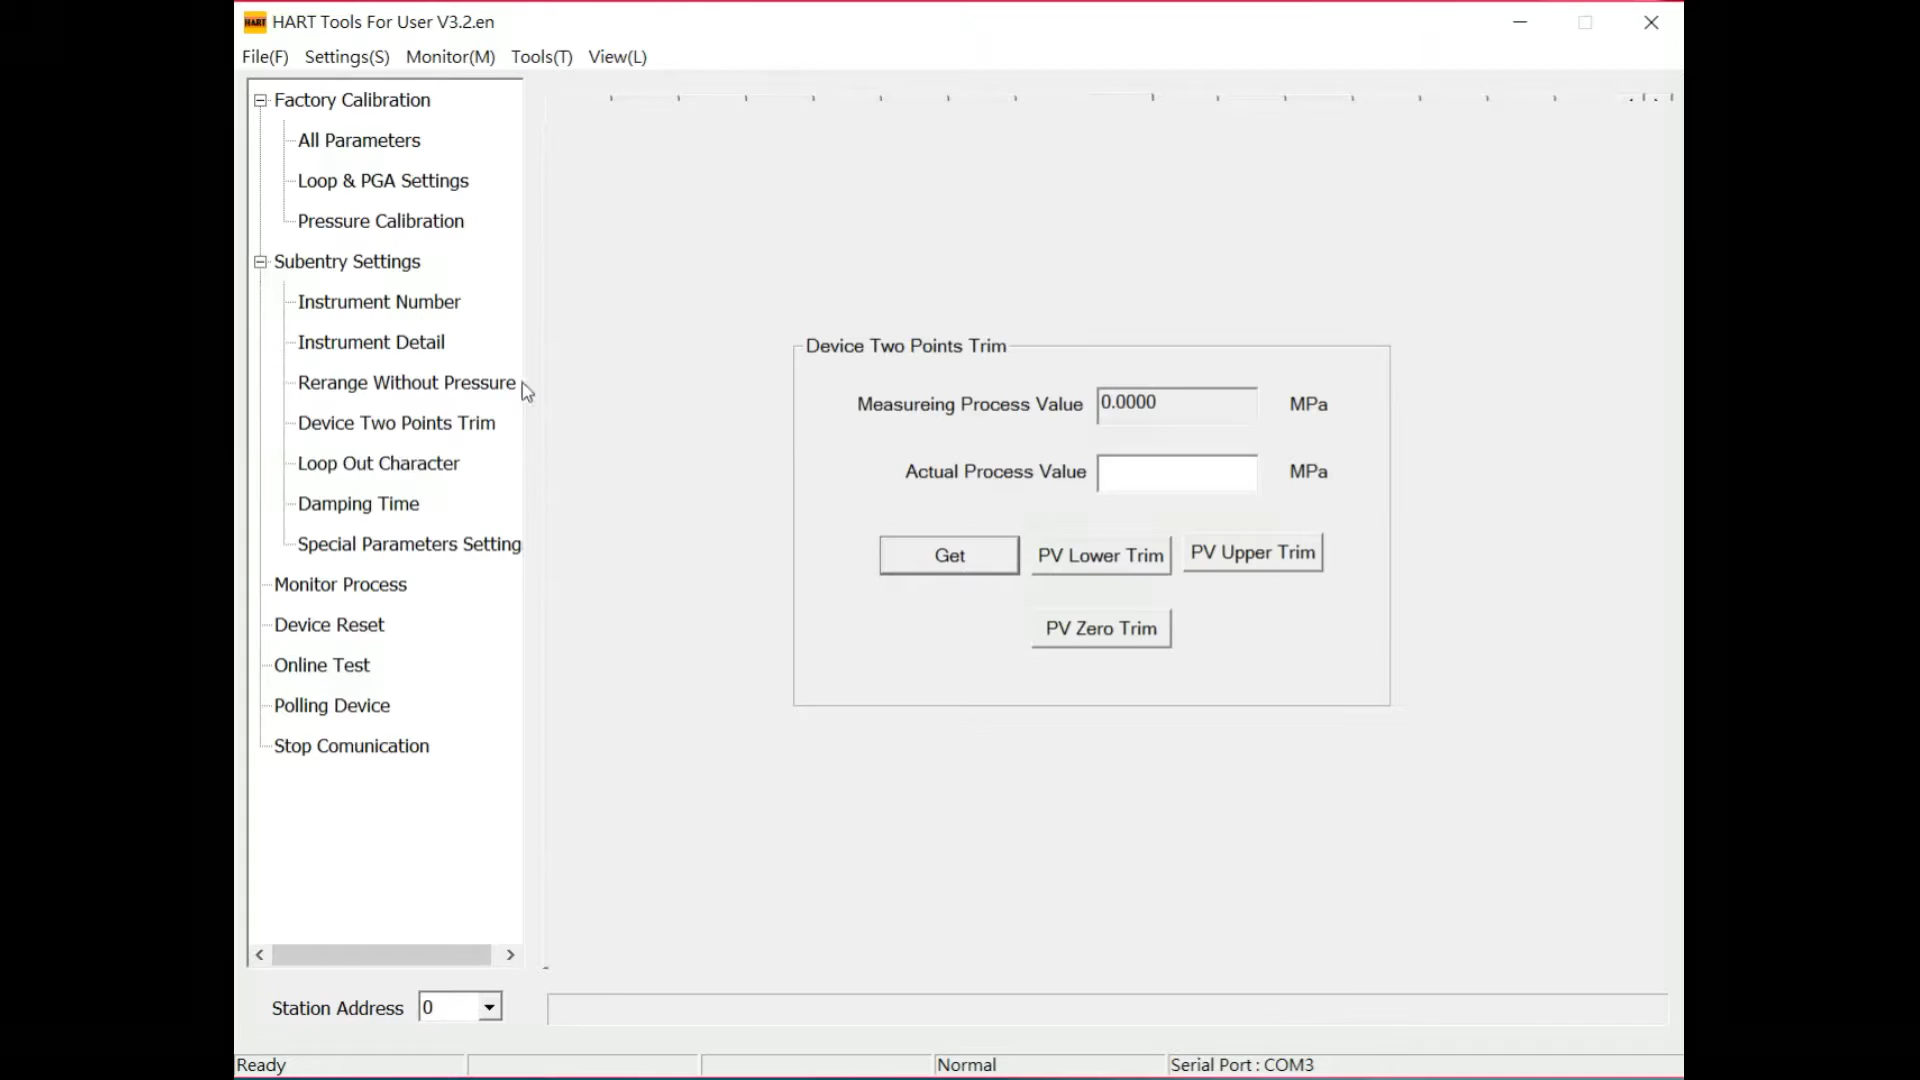 HART HART Tools For User V3.2.en
File(F) Settings(S) Monitor(M) Tools(T) View(L)
Factory Calibration
All Parameters
Loop & PGA Settings
Pressure Calibration
Subentry Settings
Instrument Number
Instrument Detail
Rerange Without Pressure
Device Two Points Trim
Loop Out Character
Damping Time
Special Parameters Setting
Monitor Process
Device Reset
Online Test
Polling Device
Stop Comunication
Device Two Points Trim
Measureing Process Value 0.0000 MPa
Actual Process Value MPa
Get PV Lower Trim PV Upper Trim
PV Zero Trim
Station Address 0
Ready Normal Serial Port : COM3